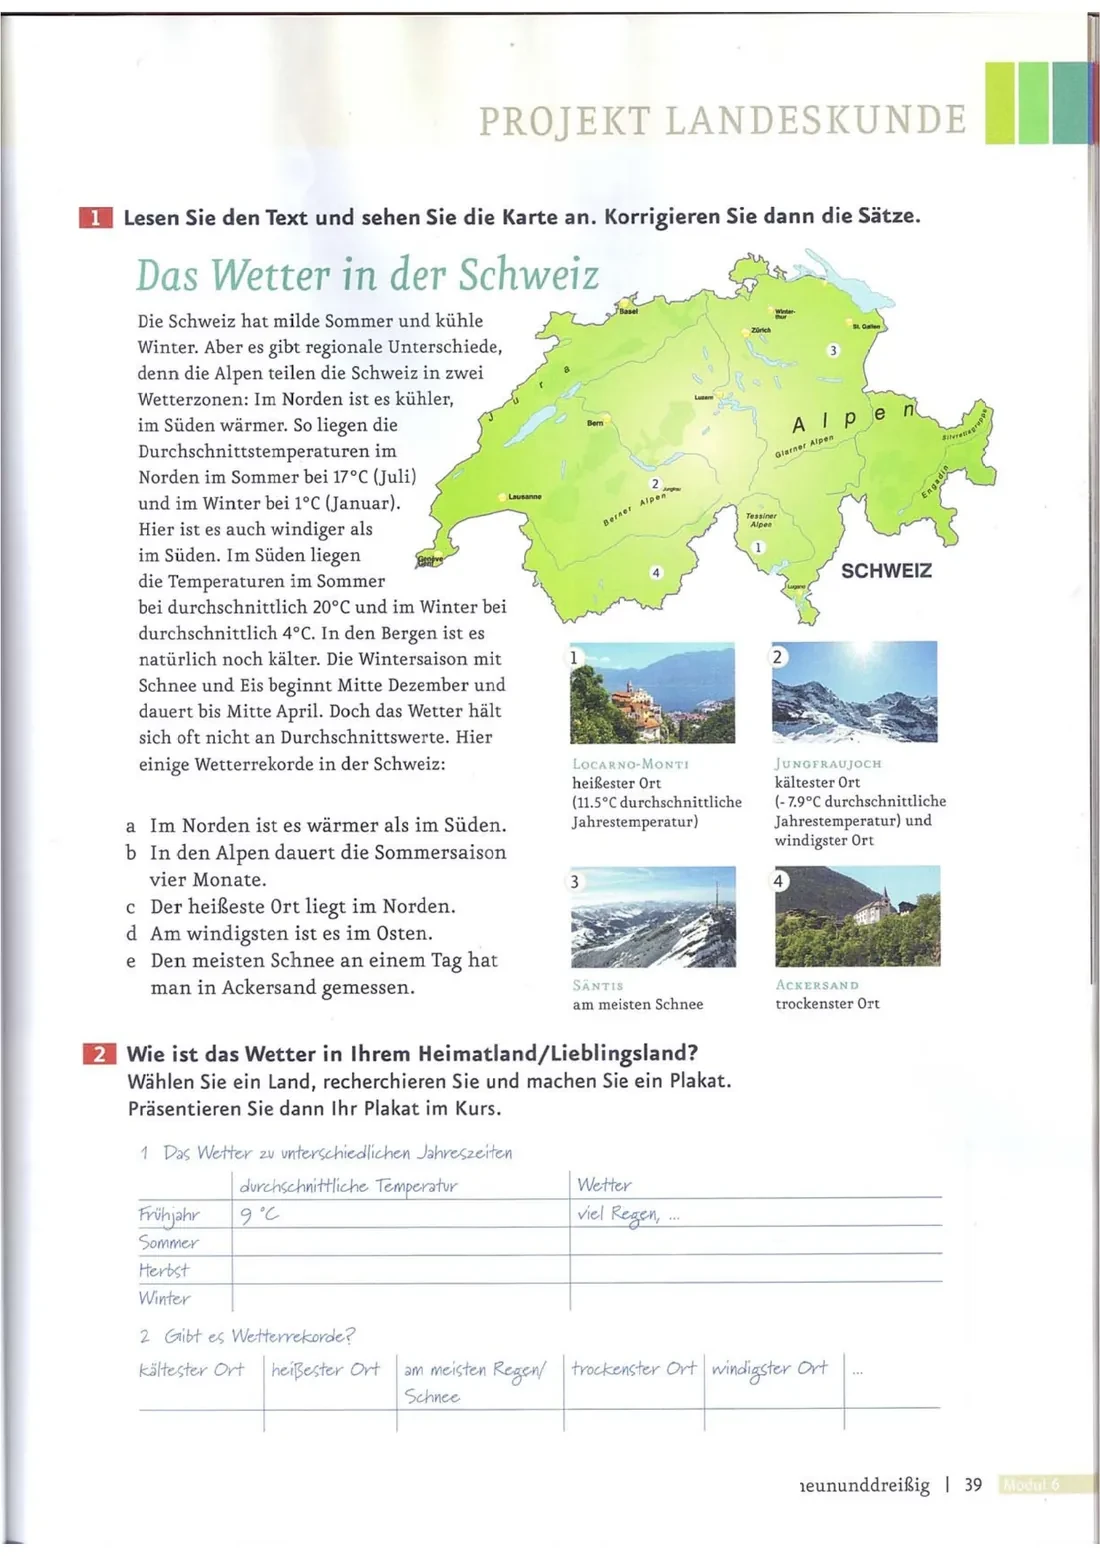 PROJEKT LANDESKUNDE
1 Lesen Sie den Text und sehen Sie die Karte an. Korrigieren Sie dann die Sätze.
Das Wetter in der Schweiz
Die Schweiz hat milde Sommer und kühle
Winter. Aber es gibt regionale Unterschiede,
denn die Alpen teilen die Schweiz in zwei
Wetterzonen: Im Norden ist es kühler,
im Süden wärmer. So liegen die
Durchschnittstemperaturen im
Norden im Sommer bei 17°C (Juli)
und im Winter bei 1°C (Januar).
Hier ist es auch windiger als
im Süden. Im Süden liegen
die Temperaturen im Sommer
bei durchschnittlich 20°C und im Winter bei
durchschnittlich 4°C. In den Bergen ist es
natürlich noch kälter. Die Wintersaison mit
Schnee und Eis beginnt Mitte Dezember und
dauert bis Mitte April. Doch das Wetter hält
sich oft nicht an Durchschnittswerte. Hier
einige Wetterrekorde in der Schweiz:
Basel
Winter-
thur
Zürich
St. Gallen
3
Jura
Luzern
Bern
Alpen
Glarner Alpen
Silvrettagruppe
Engadin
2
Jungfrau
Berner Alpen
Lausanne
Tessiner
Alpen
1
Genève
4
SCHWEIZ
Lugano
1
LOCARNO-MONTI
heißester Ort
(11.5°C durchschnittliche
Jahrestemperatur)
2
JUNGFRAUJOCH
kältester Ort
(- 7.9°C durchschnittliche
Jahrestemperatur) und
windigster Ort
3
SÄNTIS
am meisten Schnee
4
ACKERSAND
trockenster Ort
a Im Norden ist es wärmer als im Süden.
b In den Alpen dauert die Sommersaison
vier Monate.
c Der heißeste Ort liegt im Norden.
d Am windigsten ist es im Osten.
e Den meisten Schnee an einem Tag hat
man in Ackersand gemessen.
2 Wie ist das Wetter in Ihrem Heimatland/Lieblingsland?
Wählen Sie ein Land, recherchieren Sie und machen Sie ein Plakat.
Präsentieren Sie dann Ihr Plakat im Kurs.
1 Das Wetter zu unterschiedlichen Jahreszeiten
durchschnittliche Temperatur Wetter
Frühjahr 9 °C viel Regen, ...
Sommer
Herbst
Winter
2 Gibt es Wetterrekorde?
kältester Ort heißester Ort am meisten Regen/ trockenster Ort windigster Ort ...
Schnee
neununddreißig | 39 Modul 6